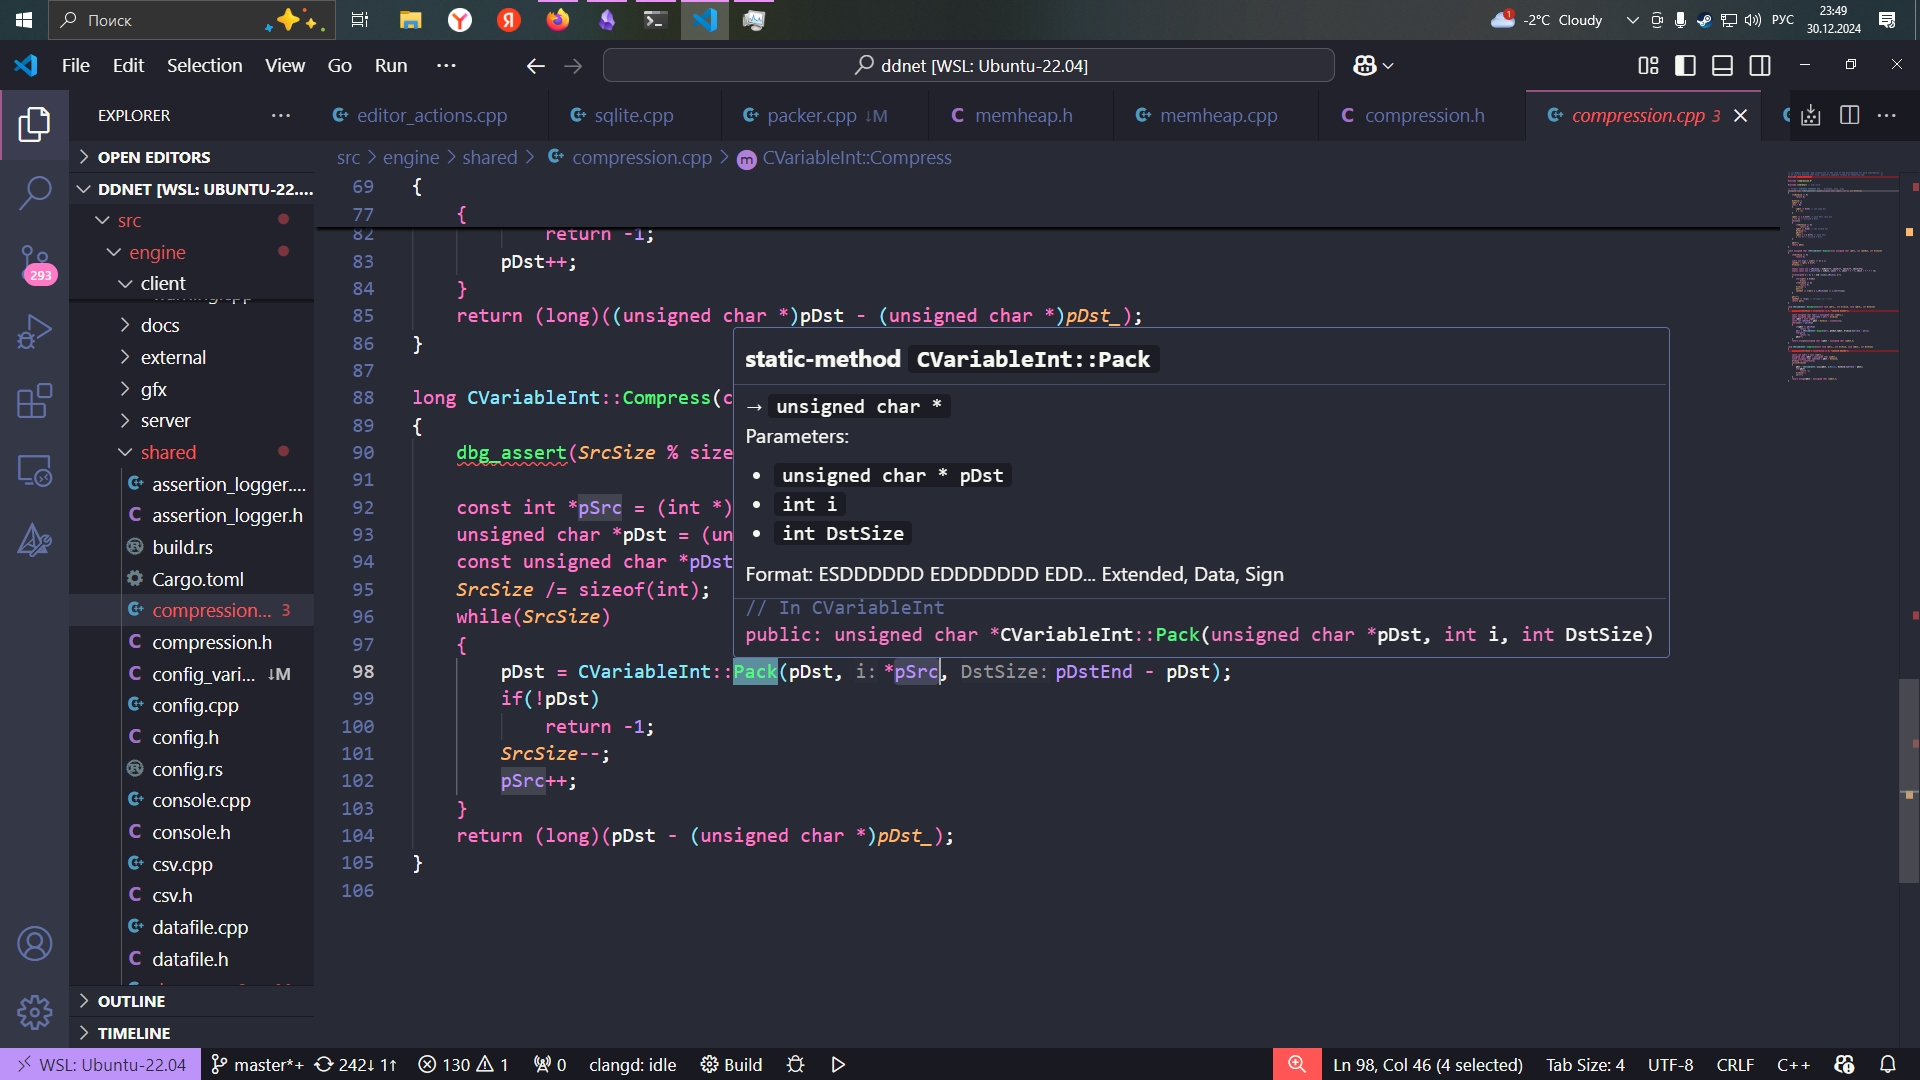 Поиск
1
-2°C Cloudy
РУС
23:49
30.12.2024
File Edit Selection View Go Run ···
ddnet [WSL: Ubuntu-22.04]
EXPLORER
editor_actions.cpp
sqlite.cpp
packer.cpp ↓M
memheap.h
memheap.cpp
compression.h
compression.cpp 3
OPEN EDITORS
DDNET [WSL: UBUNTU-22....
src
engine
client
docs
external
gfx
server
shared
assertion_logger....
assertion_logger.h
build.rs
Cargo.toml
compression... 3
compression.h
config_vari... ↓M
config.cpp
config.h
config.rs
console.cpp
console.h
csv.cpp
csv.h
datafile.cpp
datafile.h
OUTLINE
TIMELINE
293
src > engine > shared > compression.cpp > CVariableInt::Compress
69 {
77 {
82 return -1;
83 pDst++;
84 }
85 return (long)((unsigned char *)pDst - (unsigned char *)pDst_);
86 }
87
88 long CVariableInt::Compress(c
89 {
90 dbg_assert(SrcSize % size
91
92 const int *pSrc = (int *)
93 unsigned char *pDst = (un
94 const unsigned char *pDst
95 SrcSize /= sizeof(int);
96 while(SrcSize)
97 {
98 pDst = CVariableInt::Pack(pDst, i: *pSrc, DstSize: pDstEnd - pDst);
99 if(!pDst)
100 return -1;
101 SrcSize--;
102 pSrc++;
103 }
104 return (long)(pDst - (unsigned char *)pDst_);
105 }
106
static-method CVariableInt::Pack
→ unsigned char *
Parameters:
• unsigned char * pDst
• int i
• int DstSize
Format: ESDDDDDD EDDDDDDD EDD... Extended, Data, Sign
// In CVariableInt
public: unsigned char *CVariableInt::Pack(unsigned char *pDst, int i, int DstSize)
WSL: Ubuntu-22.04
master*+
242↓ 1↑
130
1
0
clangd: idle
Build
Ln 98, Col 46 (4 selected)
Tab Size: 4
UTF-8
CRLF
C++